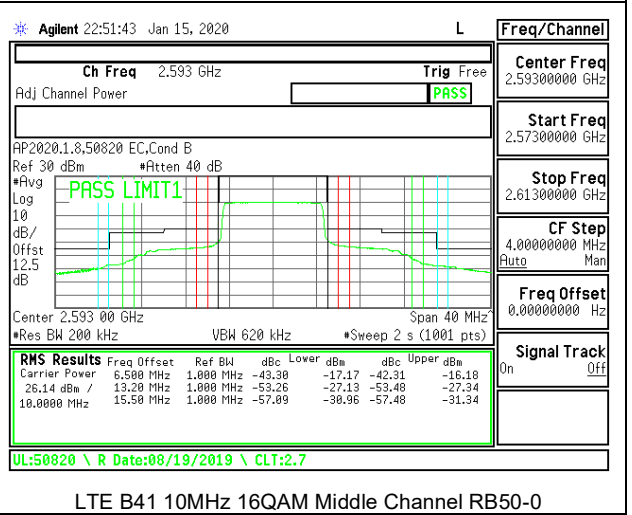 Agilent 22:51:43 Jan 15, 2020 L Freq/Channel
Ch Freq 2.593 GHz Trig Free
Adj Channel Power PASS
Center Freq
2.59300000 GHz
Start Freq
2.57300000 GHz
Stop Freq
2.61300000 GHz
CF Step
4.00000000 MHz
Auto Man
Freq Offset
0.00000000 Hz
Signal Track
On Off
AP2020.1.8,50820 EC,Cond B
Ref 30 dBm #Atten 40 dB
#Avg
Log
10
dB/
Offst
12.5
dB
PASS LIMIT1
Center 2.593 00 GHz Span 40 MHz^
#Res BW 200 kHz VBW 620 kHz #Sweep 2 s (1001 pts)
RMS Results Freq Offset Ref BW dBc Lower dBm dBc Upper dBm
Carrier Power 6.500 MHz 1.000 MHz -43.30 -17.17 -42.31 -16.18
26.14 dBm / 13.20 MHz 1.000 MHz -53.26 -27.13 -53.48 -27.34
10.0000 MHz 15.50 MHz 1.000 MHz -57.09 -30.96 -57.48 -31.34
UL:50820 \ R Date:08/19/2019 \ CLT:2.7
LTE B41 10MHz 16QAM Middle Channel RB50-0